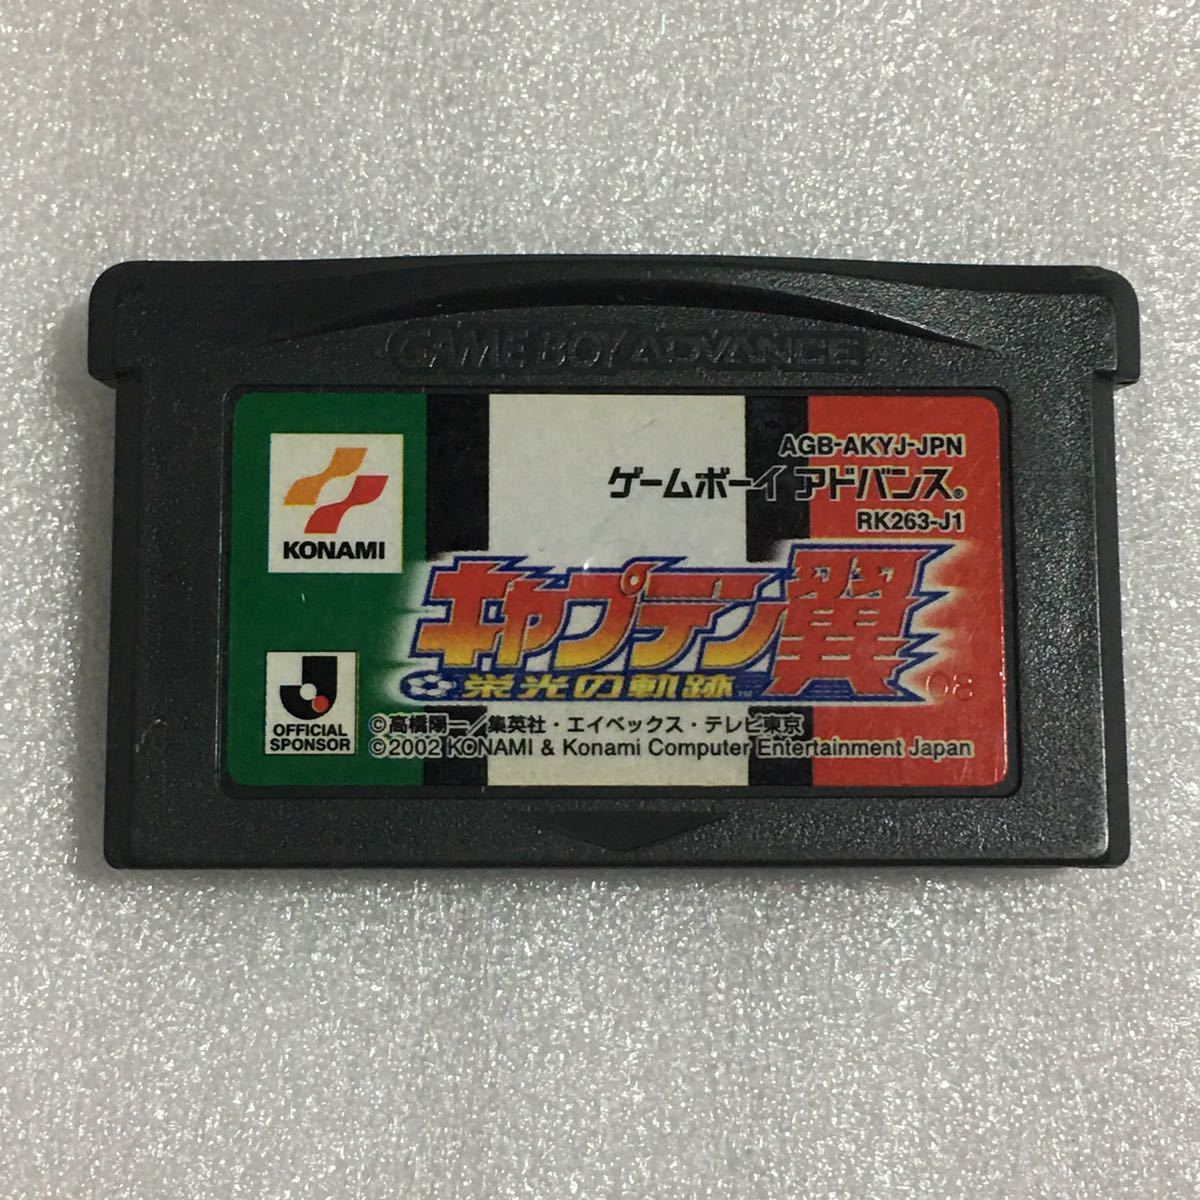 GAME BOY ADVANCE
AGB-AKYJ-JPN
ゲームボーイ アドバンス®
RK263-J1
KONAMI
キャプテン翼
栄光の軌跡™
08
J
OFFICIAL
SPONSOR
©高橋陽一／集英社・エイベックス・テレビ東京
©2002 KONAMI & Konami Computer Entertainment Japan